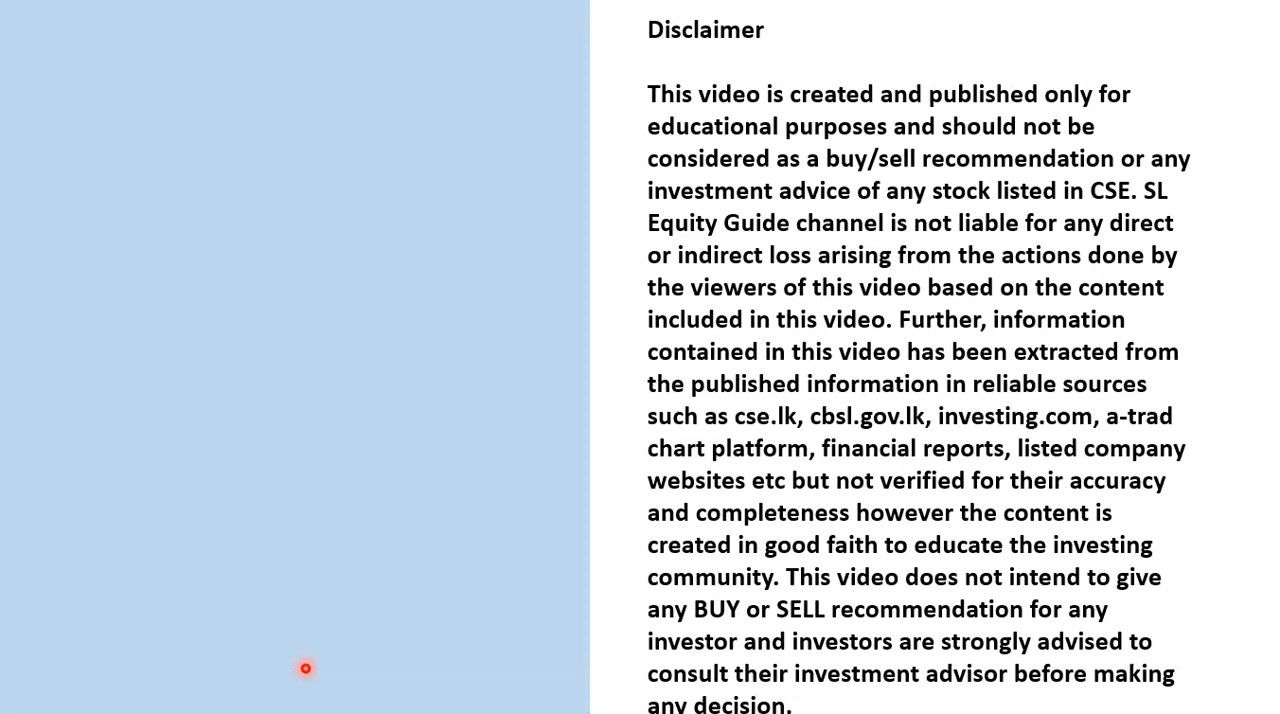 Disclaimer
This video is created and published only for
educational purposes and should not be
considered as a buy/sell recommendation or any
investment advice of any stock listed in CSE. SL
Equity Guide channel is not liable for any direct
or indirect loss arising from the actions done by
the viewers of this video based on the content
included in this video. Further, information
contained in this video has been extracted from
the published information in reliable sources
such as cse.lk, cbsl.gov.lk, investing.com, a-trad
chart platform, financial reports, listed company
websites etc but not verified for their accuracy
and completeness however the content is
created in good faith to educate the investing
community. This video does not intend to give
any BUY or SELL recommendation for any
investor and investors are strongly advised to
consult their investment advisor before making
any decision.